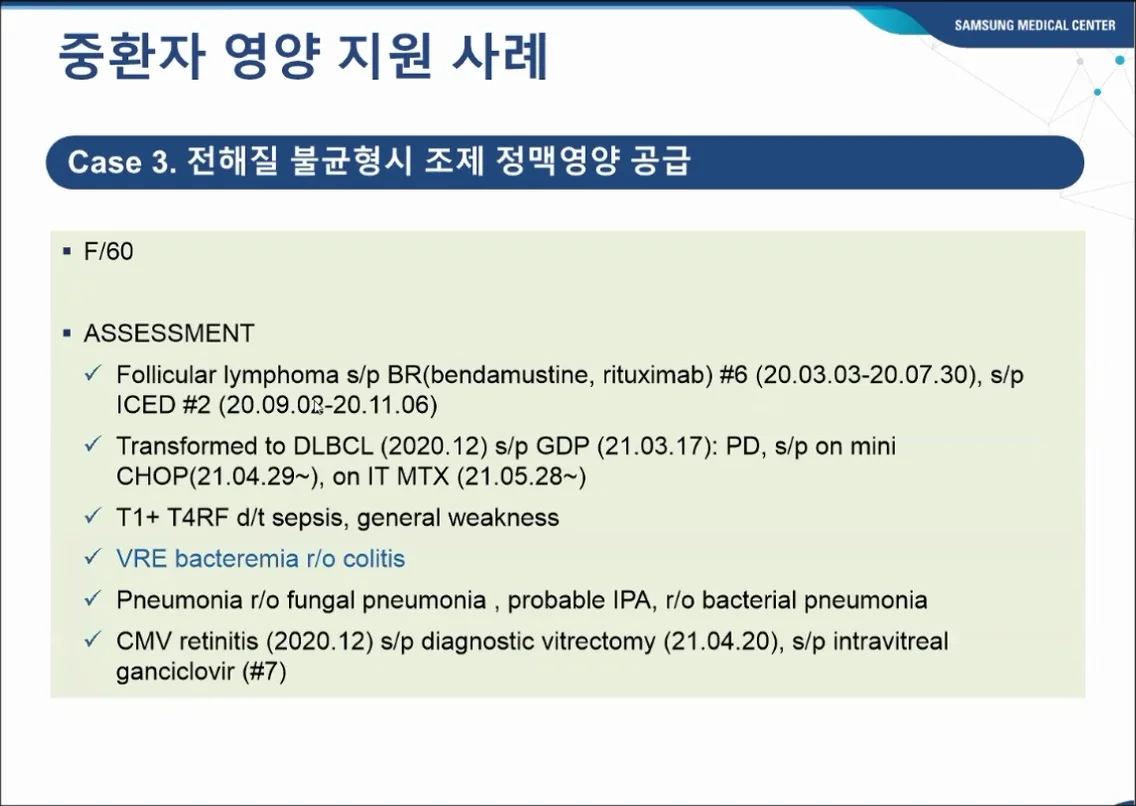 SAMSUNG MEDICAL CENTER
중환자 영양 지원 사례
Case 3. 전해질 불균형시 조제 정맥영양 공급
▪ F/60
▪ ASSESSMENT
✓ Follicular lymphoma s/p BR(bendamustine, rituximab) #6 (20.03.03-20.07.30), s/p
ICED #2 (20.09.03-20.11.06)
✓ Transformed to DLBCL (2020.12) s/p GDP (21.03.17): PD, s/p on mini
CHOP(21.04.29~), on IT MTX (21.05.28~)
✓ T1+ T4RF d/t sepsis, general weakness
✓ VRE bacteremia r/o colitis
✓ Pneumonia r/o fungal pneumonia , probable IPA, r/o bacterial pneumonia
✓ CMV retinitis (2020.12) s/p diagnostic vitrectomy (21.04.20), s/p intravitreal
ganciclovir (#7)